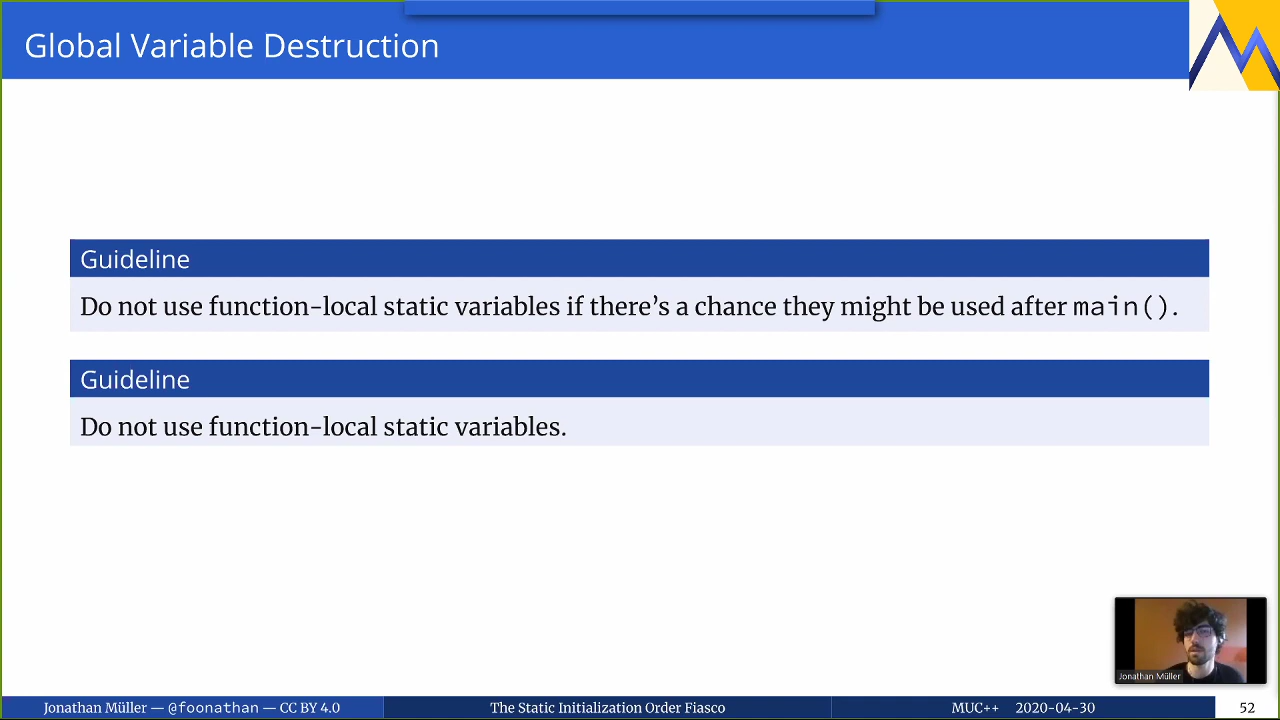 Global Variable Destruction
Guideline
Do not use function-local static variables if there’s a chance they might be used after main().
Guideline
Do not use function-local static variables.
Jonathan Müller
Jonathan Müller — @foonathan — CC BY 4.0
The Static Initialization Order Fiasco
MUC++ 2020-04-30
52